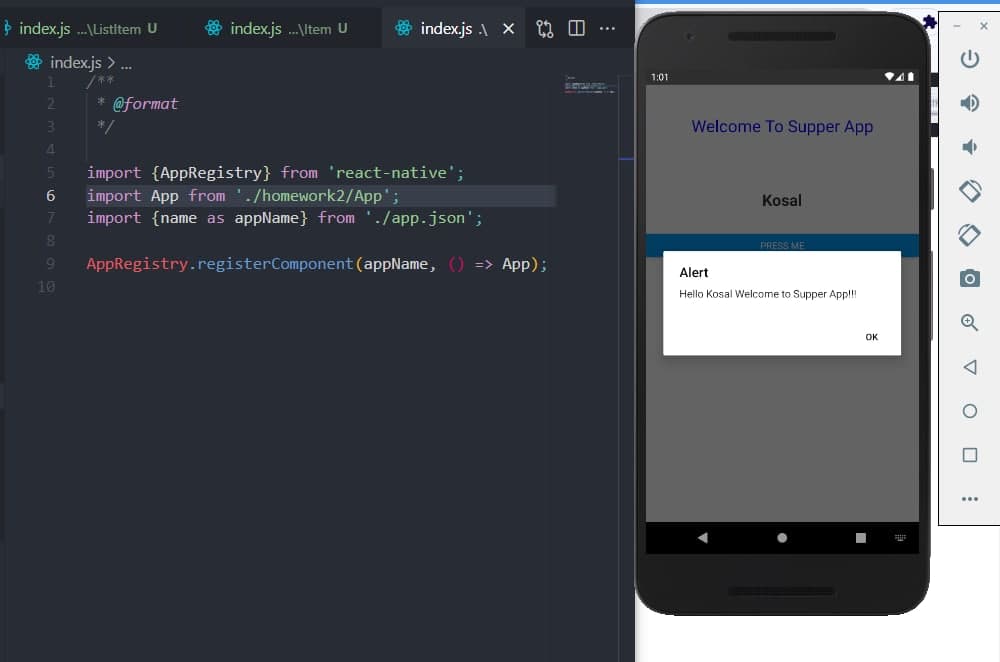 index.js ...\ListItem U
index.js ...\Item U
index.js .\
index.js > ...
1 /**
2 * @format
3 */
4
5 import {AppRegistry} from 'react-native';
6 import App from './homework2/App';
7 import {name as appName} from './app.json';
8
9 AppRegistry.registerComponent(appName, () => App);
10
1:01
Welcome To Supper App
Kosal
PRESS ME
Alert
Hello Kosal Welcome to Supper App!!!
OK